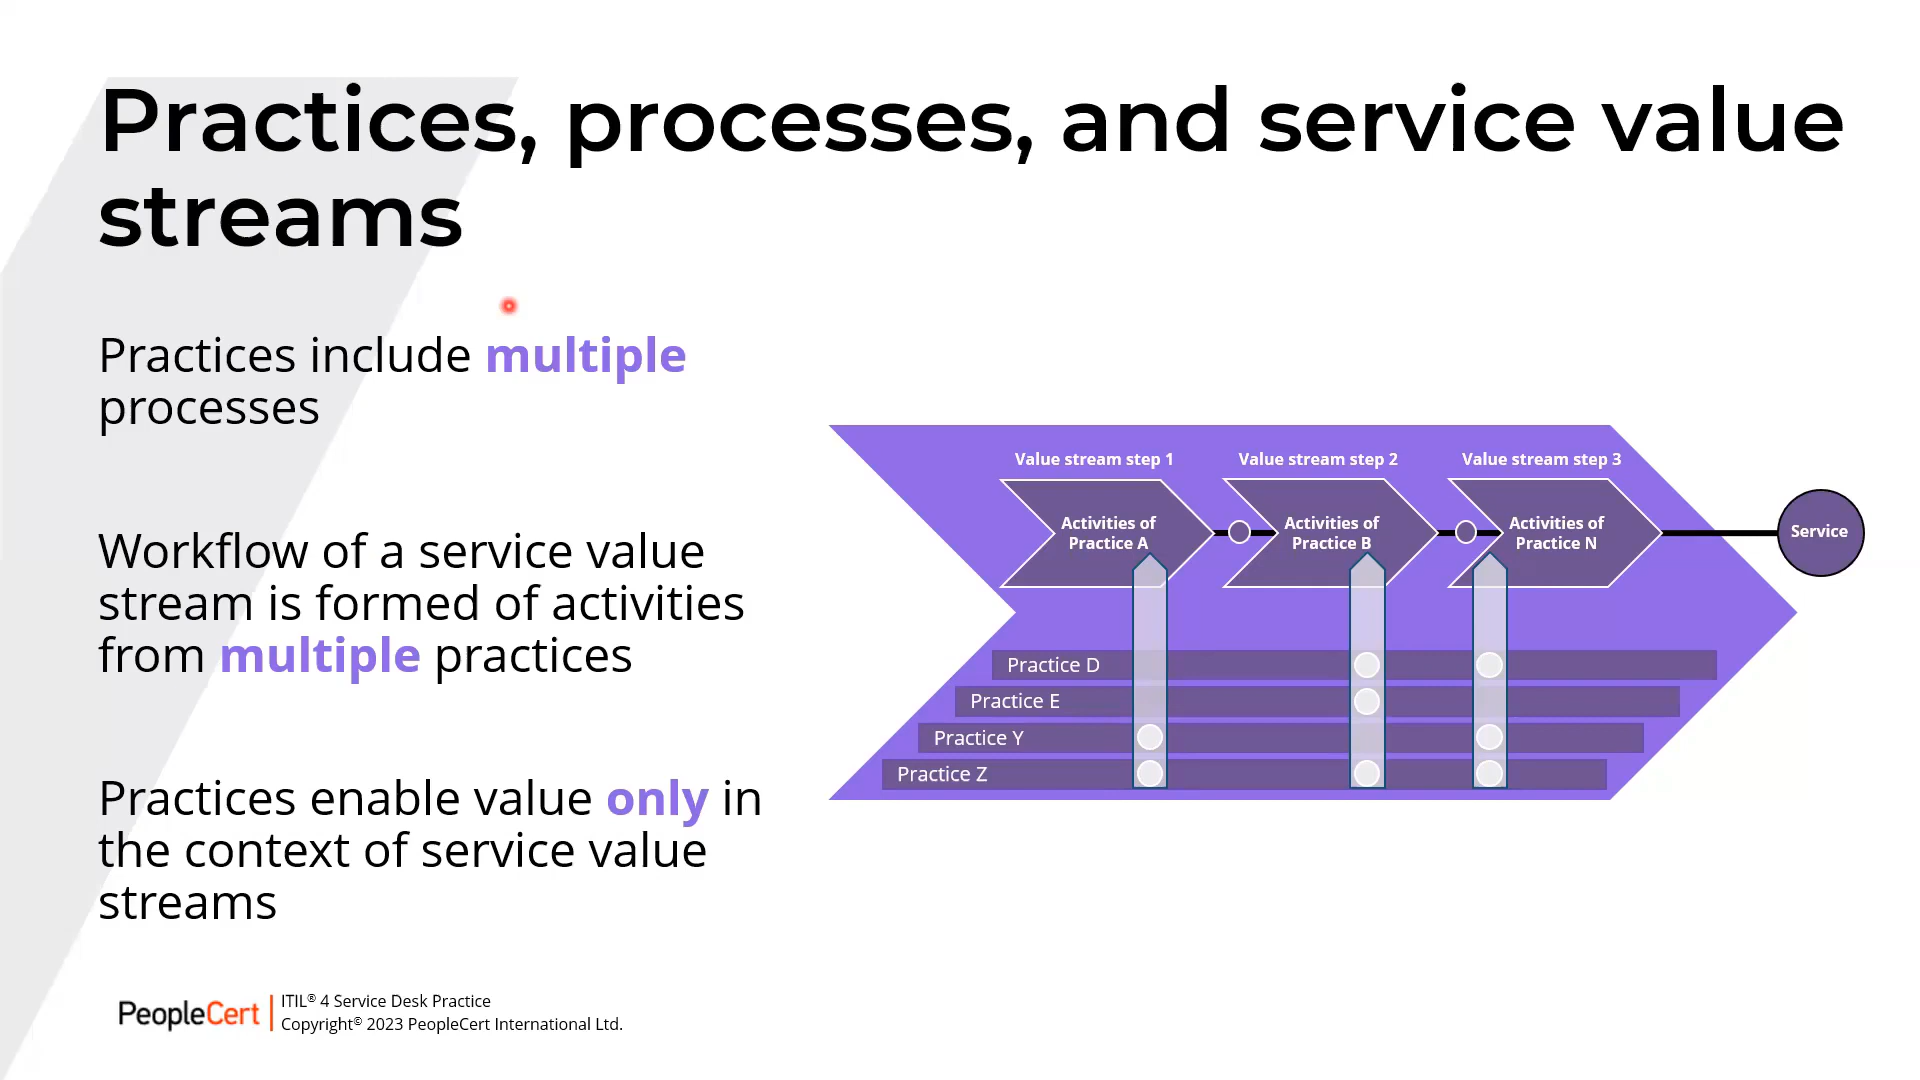 Practices, processes, and service value
streams
Practices include multiple
processes
Workflow of a service value
stream is formed of activities
from multiple practices
Practices enable value only in
the context of service value
streams
Value stream step 1
Value stream step 2
Value stream step 3
Activities of
Practice A
Activities of
Practice B
Activities of
Practice N
Service
Practice D
Practice E
Practice Y
Practice Z
PeopleCert
ITIL® 4 Service Desk Practice
Copyright© 2023 PeopleCert International Ltd.